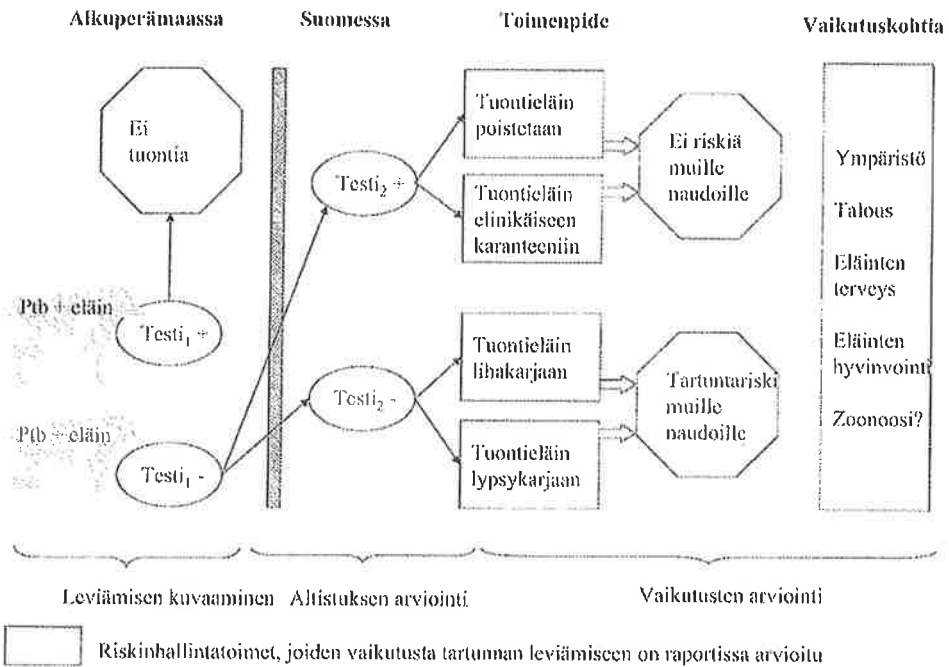 Alkuperämaassa Suomessa Toimenpide Vaikutuskohtia
Ei
tuontia
Ptb + eläin
Testi₁ +
Ptb + eläin
Testi₁ -
Testi₂ +
Testi₂ -
Tuontieläin
poistetaan
Tuontieläin
elinikäiseen
karanteeniin
Tuontieläin
lihakarjaan
Tuontieläin
lypsykarjaan
Ei riskiä
muille
naudoille
Tartuntariski
muille
naudoille
Ympäristö
Talous
Eläinten
terveys
Eläinten
hyvinvointi
Zoonoosi?
Leviämisen kuvaaminen Altistuksen arviointi Vaikutusten arviointi
Riskinhallintatoimet, joiden vaikutusta tartunnan leviämiseen on raportissa arvioitu